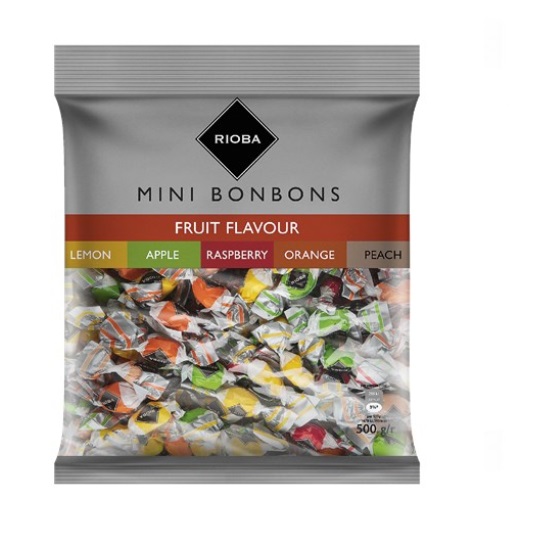 RIOBA
MINI BONBONS
FRUIT FLAVOUR
LEMON APPLE RASPBERRY ORANGE PEACH
500 g/r